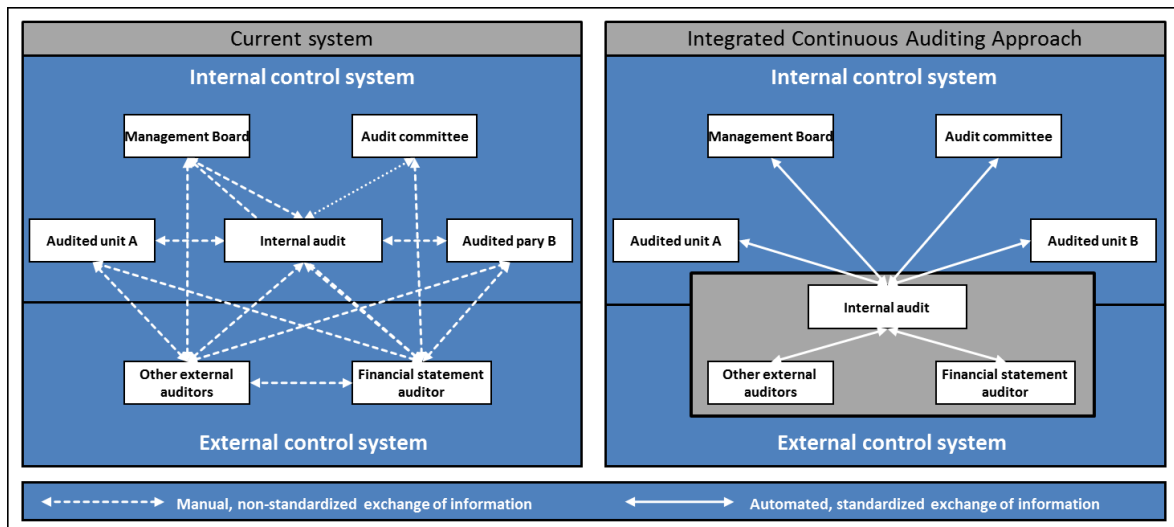 Current system
Internal control system
Management Board
Audit committee
Audited unit A
Internal audit
Audited pary B
Other external
auditors
Financial statement
auditor
External control system
Integrated Continuous Auditing Approach
Internal control system
Management Board
Audit committee
Audited unit A
Audited unit B
Internal audit
Other external
auditors
Financial statement
auditor
External control system
Manual, non-standardized exchange of information
Automated, standardized exchange of information